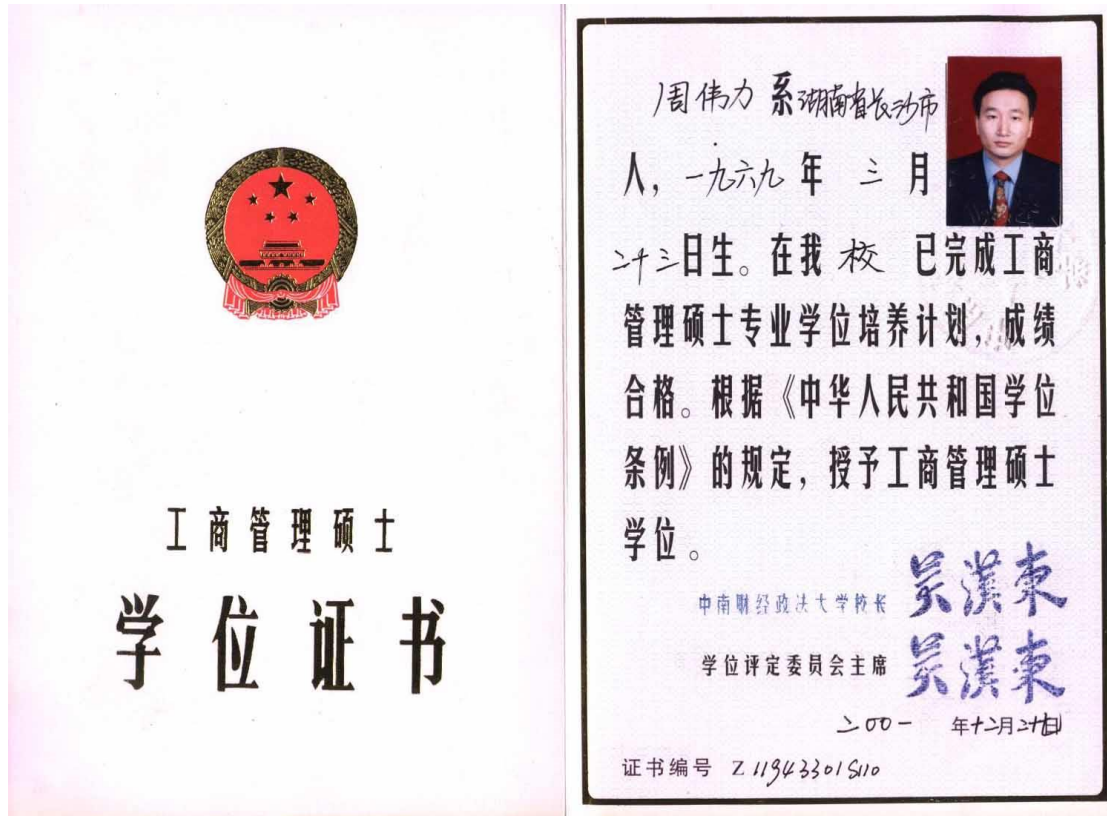 工商管理硕士
学位证书
周伟力 系湖南省长沙市
人，一九六九 年 三 月
二十三日生。在我 校 已完成工商
管理硕士专业学位培养计划，成绩
合格。根据《中华人民共和国学位
条例》的规定，授予工商管理硕士
学位。
中南财经政法大学校长 吴汉东
学位评定委员会主席 吴汉东
二00一 年十二月二十日
证书编号 Z